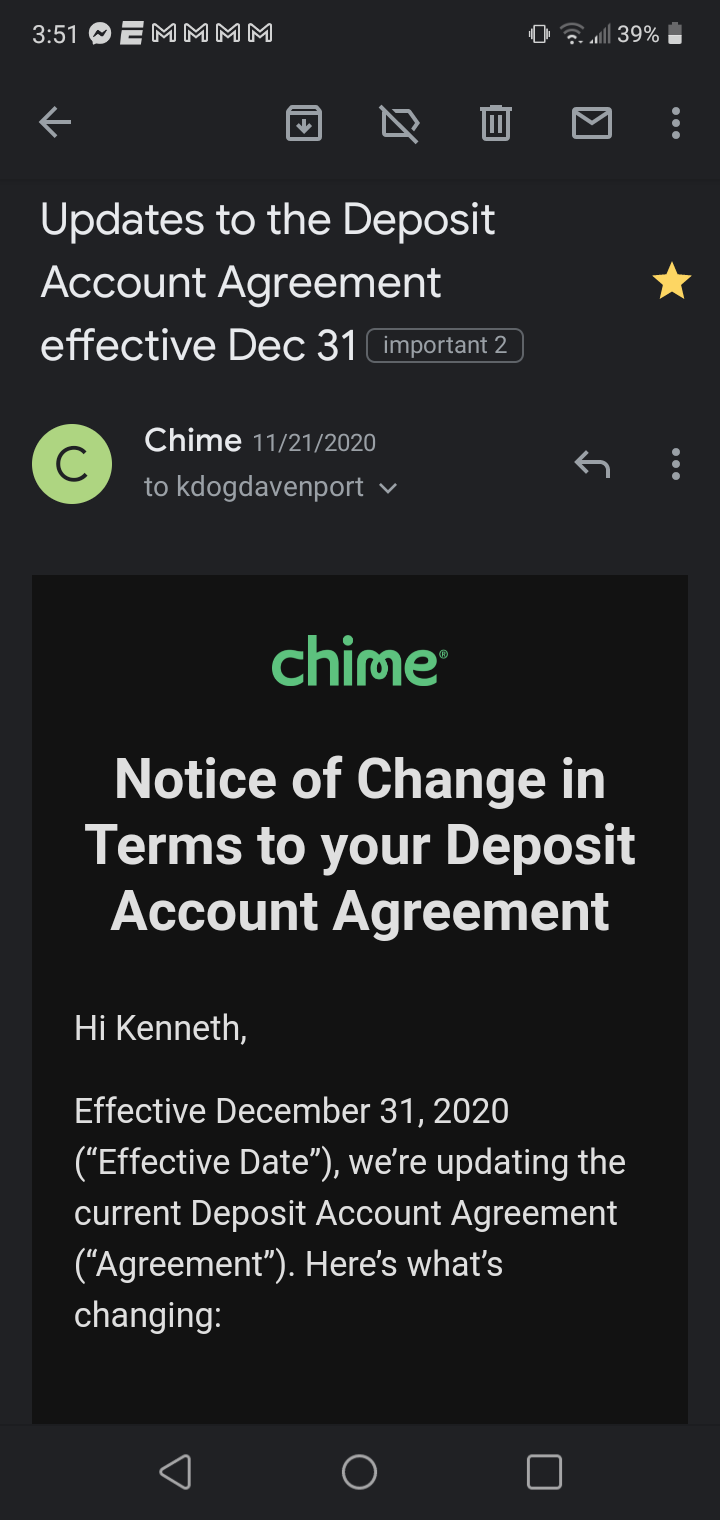 3:51 39%
Updates to the Deposit
Account Agreement
effective Dec 31 important 2
C
Chime 11/21/2020
to kdogdavenport
chime®
Notice of Change in
Terms to your Deposit
Account Agreement
Hi Kenneth,
Effective December 31, 2020
(“Effective Date”), we’re updating the
current Deposit Account Agreement
(“Agreement”). Here’s what’s
changing: